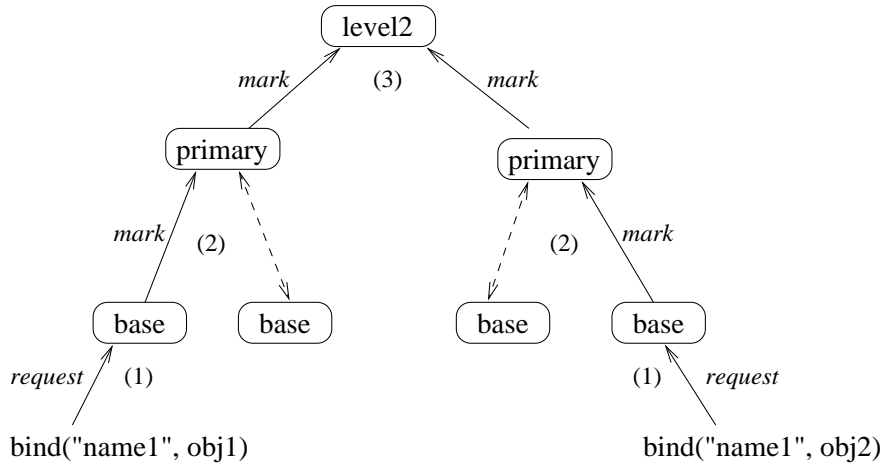 level2
mark (3) mark
primary primary
mark (2) (2) mark
base base base base
request (1) (1) request
bind("name1", obj1) bind("name1", obj2)